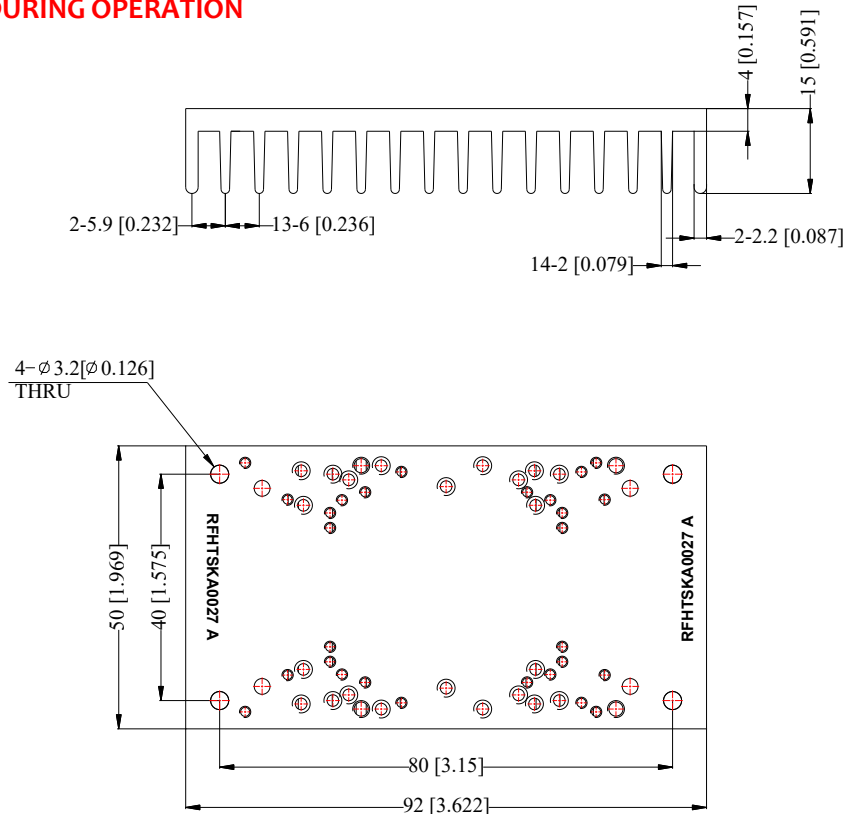 DURING OPERATION
4 [0.157]
15 [0.591]
2-5.9 [0.232]
13-6 [0.236]
2-2.2 [0.087]
14-2 [0.079]
4-Ø3.2[Ø0.126]
THRU
50 [1.969]
40 [1.575]
RFHTSKA0027 A
RFHTSKA0027 A
80 [3.15]
92 [3.622]